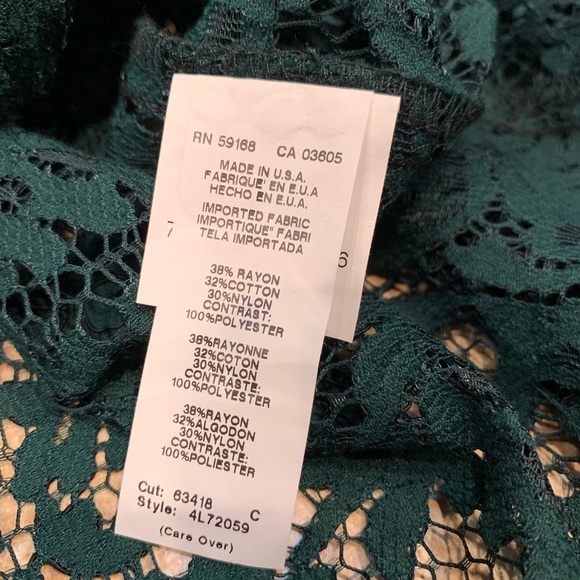 RN 59168 CA 03605
MADE IN U.S.A.
FABRIQUE' EN E.U.A
HECHO EN E.U.A.
IMPORTED FABRIC
IMPORTIQUE" FABRI
TELA IMPORTADA
7
6
38% RAYON
32%COTTON
30%NYLON
CONTRAST:
100%POLYESTER
38%RAYONNE
32%COTON
30%NYLON
CONTRASTE:
100%POLYESTER
38%RAYON
32%ALGODON
30%NYLON
CONTRASTE:
100%POLIESTER
Cut: 63418 C
Style: 4L72059
(Care Over)